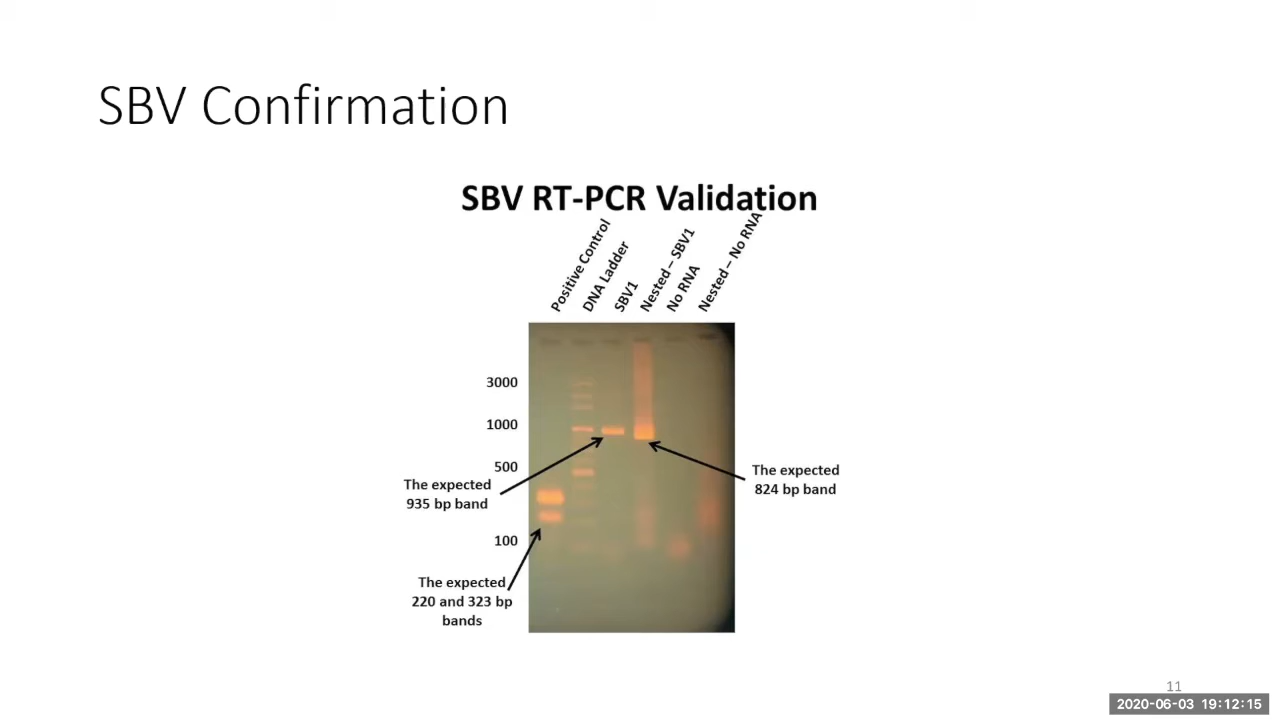 SBV Confirmation
SBV RT-PCR Validation
Positive Control
DNA Ladder
SBV1
Nested – SBV1
No RNA
Nested – No RNA
3000
1000
500
100
The expected
935 bp band
The expected
824 bp band
The expected
220 and 323 bp
bands
11
2020-06-03 19:12:15